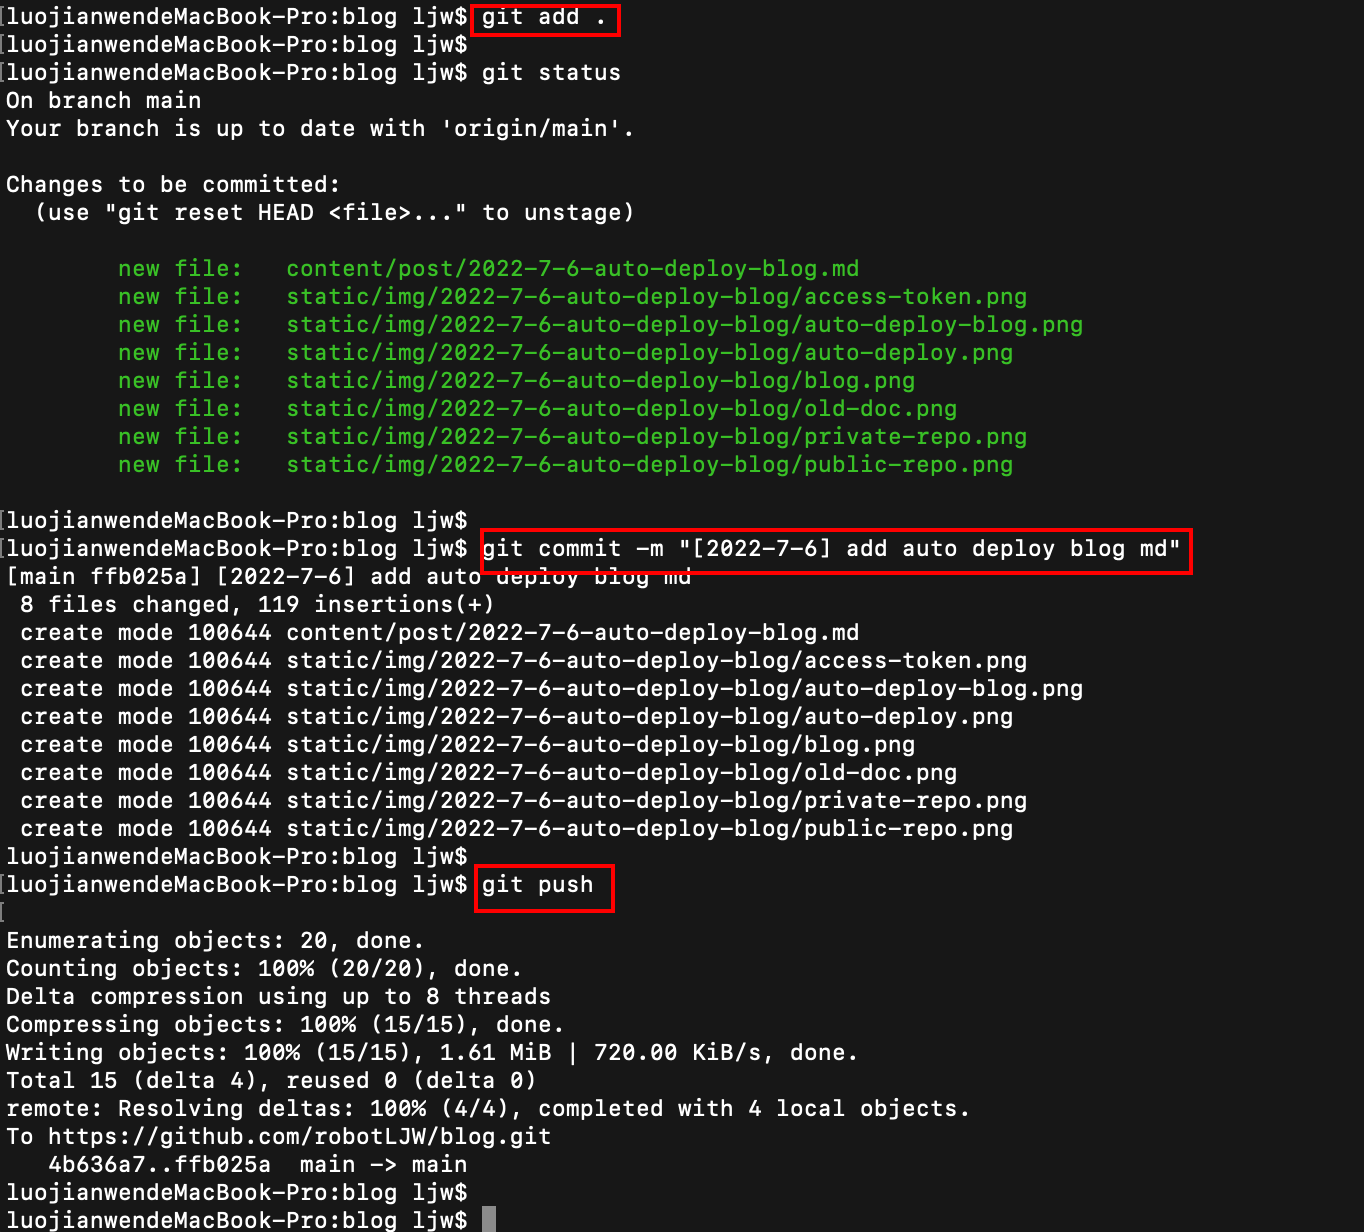 luojianwendeMacBook-Pro:blog ljw$ git add .
luojianwendeMacBook-Pro:blog ljw$
luojianwendeMacBook-Pro:blog ljw$ git status
On branch main
Your branch is up to date with 'origin/main'.
Changes to be committed:
  (use "git reset HEAD <file>..." to unstage)
        new file:   content/post/2022-7-6-auto-deploy-blog.md
        new file:   static/img/2022-7-6-auto-deploy-blog/access-token.png
        new file:   static/img/2022-7-6-auto-deploy-blog/auto-deploy-blog.png
        new file:   static/img/2022-7-6-auto-deploy-blog/auto-deploy.png
        new file:   static/img/2022-7-6-auto-deploy-blog/blog.png
        new file:   static/img/2022-7-6-auto-deploy-blog/old-doc.png
        new file:   static/img/2022-7-6-auto-deploy-blog/private-repo.png
        new file:   static/img/2022-7-6-auto-deploy-blog/public-repo.png
luojianwendeMacBook-Pro:blog ljw$
luojianwendeMacBook-Pro:blog ljw$ git commit -m "[2022-7-6] add auto deploy blog md"
[main ffb025a] [2022-7-6] add auto deploy blog md
 8 files changed, 119 insertions(+)
 create mode 100644 content/post/2022-7-6-auto-deploy-blog.md
 create mode 100644 static/img/2022-7-6-auto-deploy-blog/access-token.png
 create mode 100644 static/img/2022-7-6-auto-deploy-blog/auto-deploy-blog.png
 create mode 100644 static/img/2022-7-6-auto-deploy-blog/auto-deploy.png
 create mode 100644 static/img/2022-7-6-auto-deploy-blog/blog.png
 create mode 100644 static/img/2022-7-6-auto-deploy-blog/old-doc.png
 create mode 100644 static/img/2022-7-6-auto-deploy-blog/private-repo.png
 create mode 100644 static/img/2022-7-6-auto-deploy-blog/public-repo.png
luojianwendeMacBook-Pro:blog ljw$
luojianwendeMacBook-Pro:blog ljw$ git push
Enumerating objects: 20, done.
Counting objects: 100% (20/20), done.
Delta compression using up to 8 threads
Compressing objects: 100% (15/15), done.
Writing objects: 100% (15/15), 1.61 MiB | 720.00 KiB/s, done.
Total 15 (delta 4), reused 0 (delta 0)
remote: Resolving deltas: 100% (4/4), completed with 4 local objects.
To https://github.com/robotLJW/blog.git
   4b636a7..ffb025a  main -> main
luojianwendeMacBook-Pro:blog ljw$
luojianwendeMacBook-Pro:blog ljw$